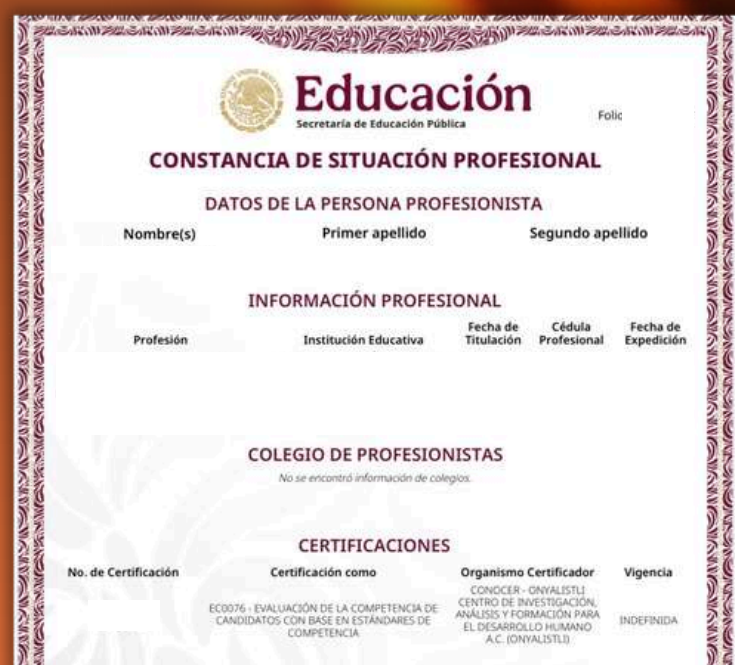 Educación
Secretaría de Educación Pública
Folio
CONSTANCIA DE SITUACIÓN PROFESIONAL
DATOS DE LA PERSONA PROFESIONISTA
Nombre(s) Primer apellido Segundo apellido
INFORMACIÓN PROFESIONAL
Profesión Institución Educativa Fecha de Titulación Cédula Profesional Fecha de Expedición
COLEGIO DE PROFESIONISTAS
No se encontró información de colegios.
CERTIFICACIONES
No. de Certificación Certificación como Organismo Certificador Vigencia
EC0076 - EVALUACIÓN DE LA COMPETENCIA DE
CANDIDATOS CON BASE EN ESTÁNDARES DE
COMPETENCIA
CONOCER - ONYALISTLI
CENTRO DE INVESTIGACIÓN,
ANÁLISIS Y FORMACIÓN PARA
EL DESARROLLO HUMANO
A.C. (ONYALISTLI)
INDEFINIDA